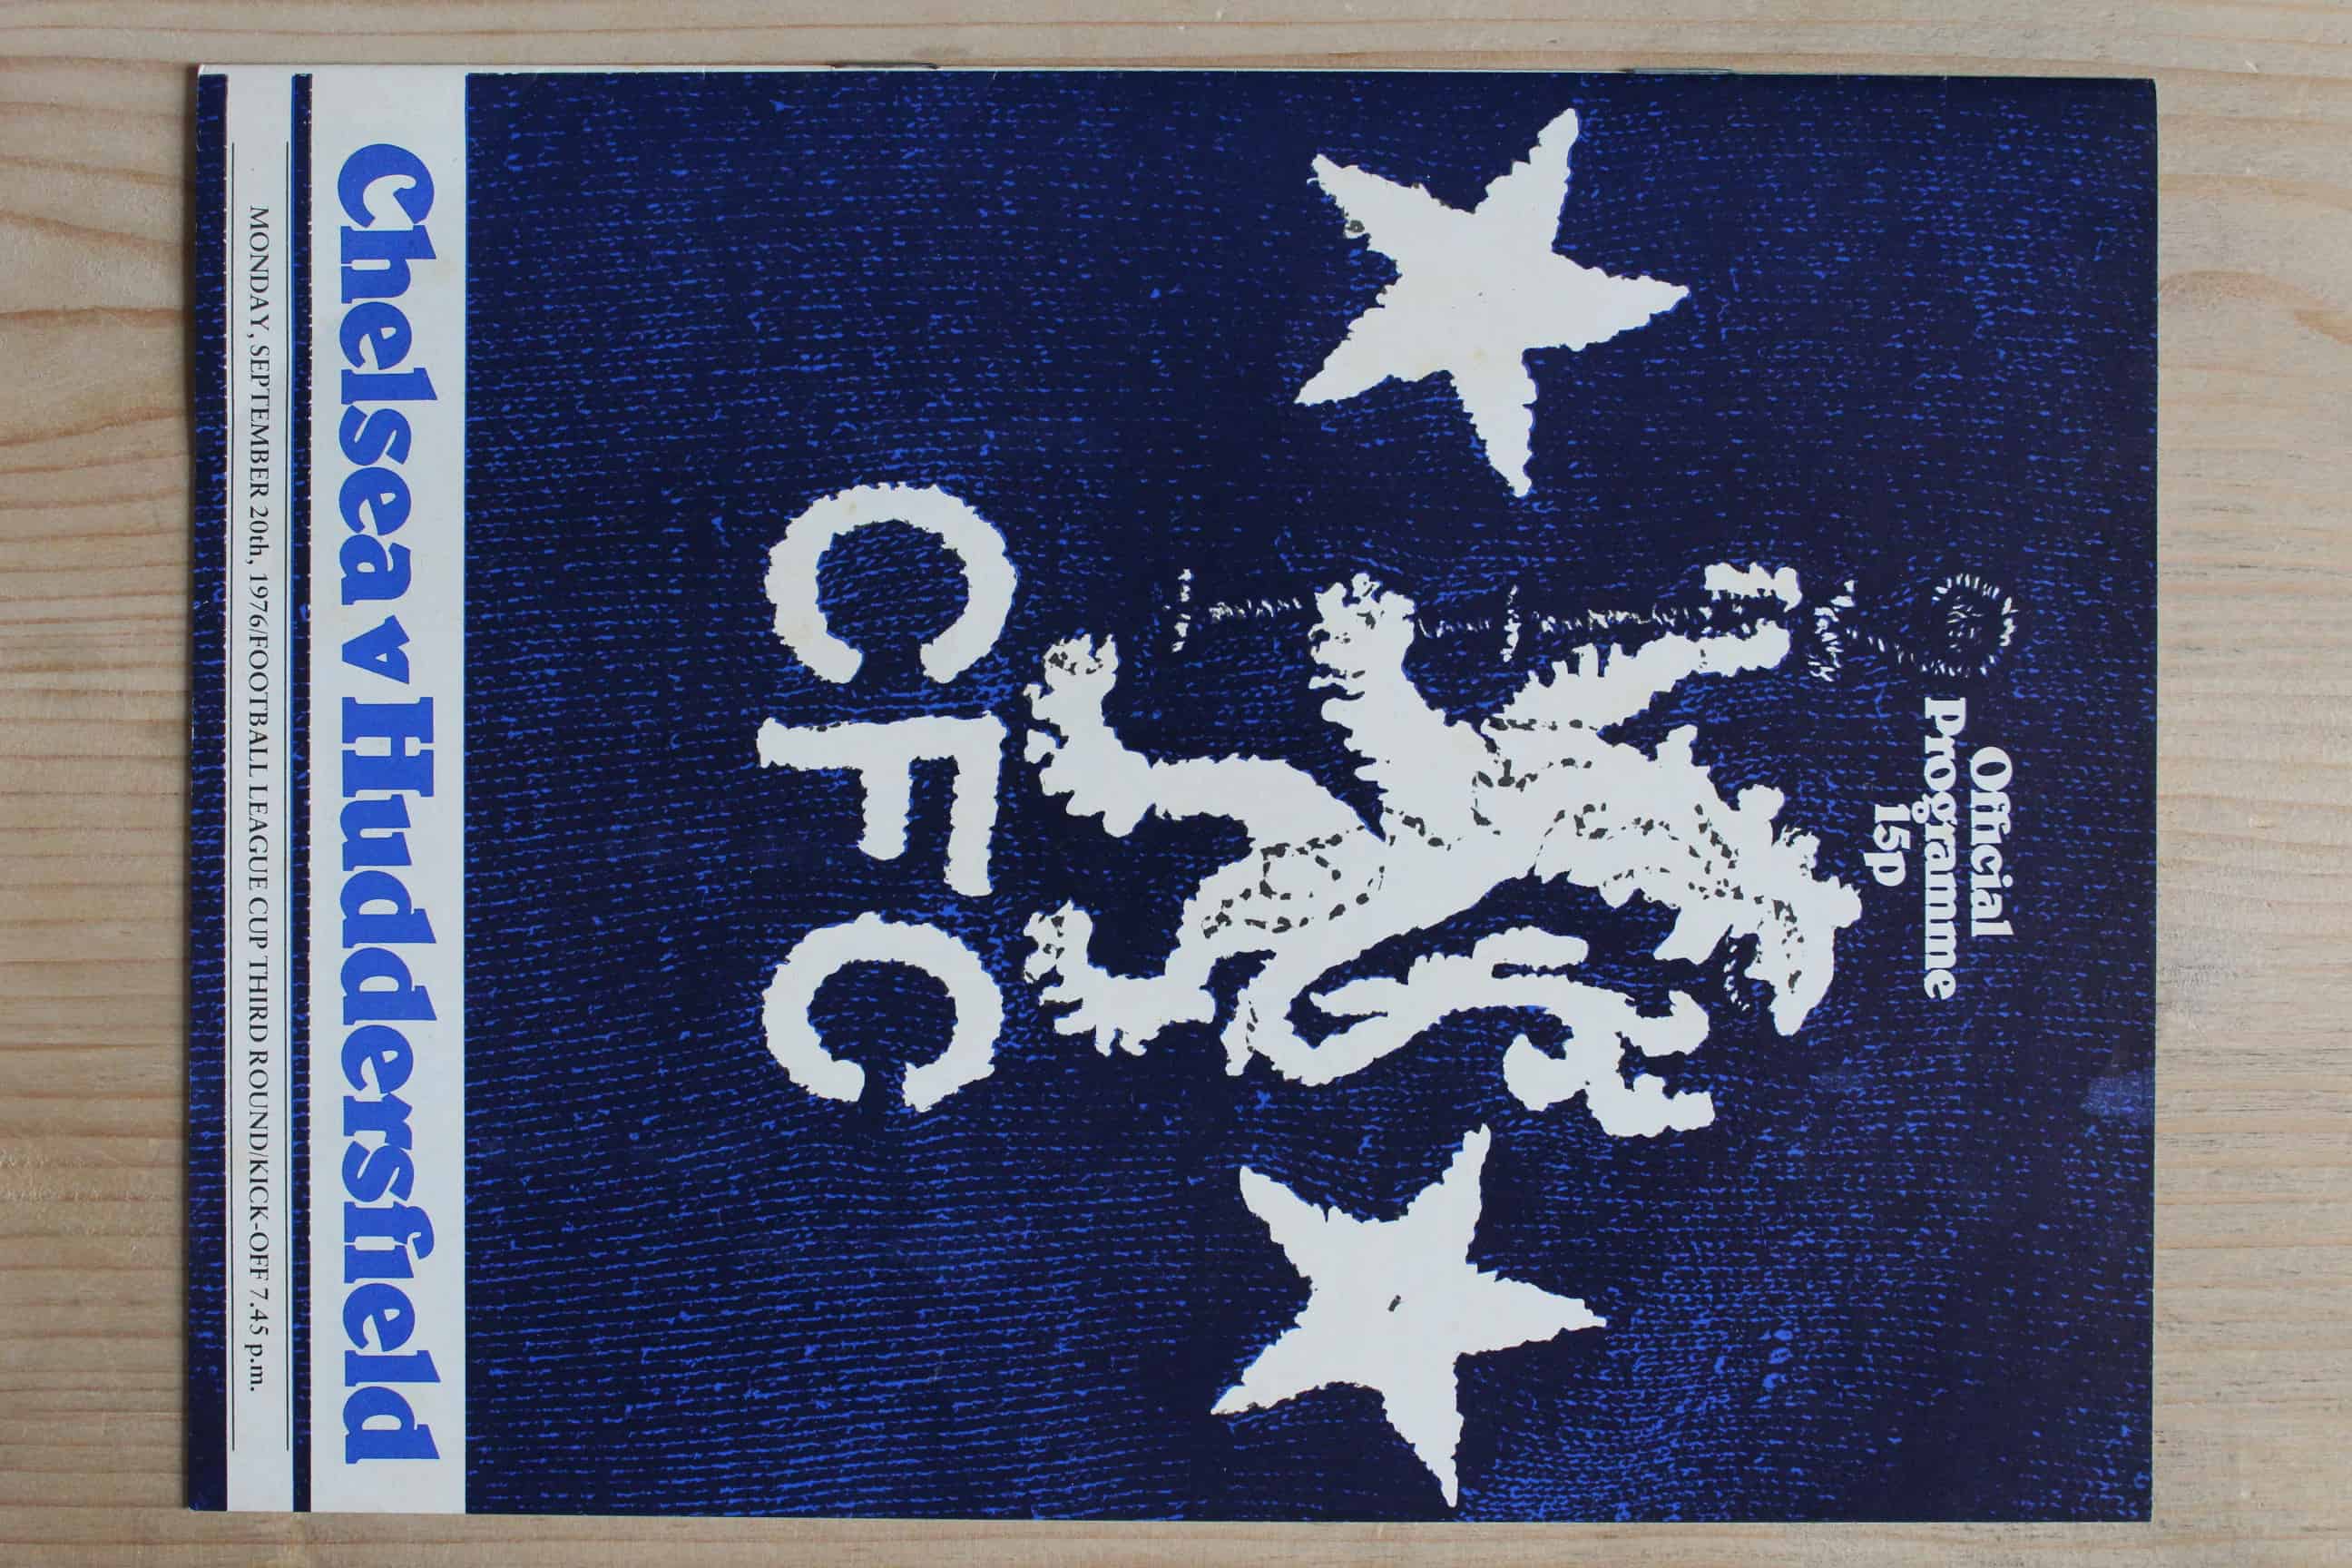 Official
Programme
15p
CFC
Chelsea v Huddersfield
MONDAY, SEPTEMBER 20th, 1976/FOOTBALL LEAGUE CUP THIRD ROUND/KICK-OFF 7.45 p.m.